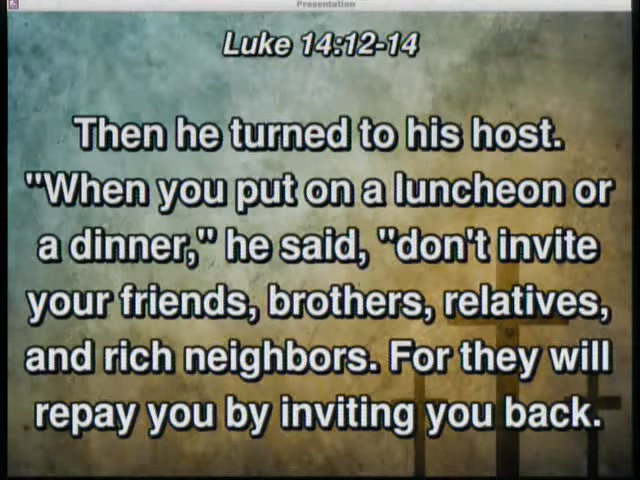 Presentation
Luke 14:12-14
Then he turned to his host.
"When you put on a luncheon or
a dinner," he said, "don't invite
your friends, brothers, relatives,
and rich neighbors. For they will
repay you by inviting you back.